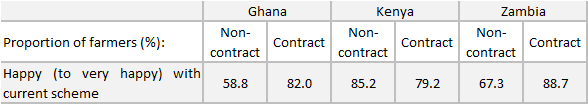 Ghana Kenya Zambia
Proportion of farmers (%): Non-contract Contract Non-contract Contract Non-contract Contract
Happy (to very happy) with
current scheme 58.8 82.0 85.2 79.2 67.3 88.7